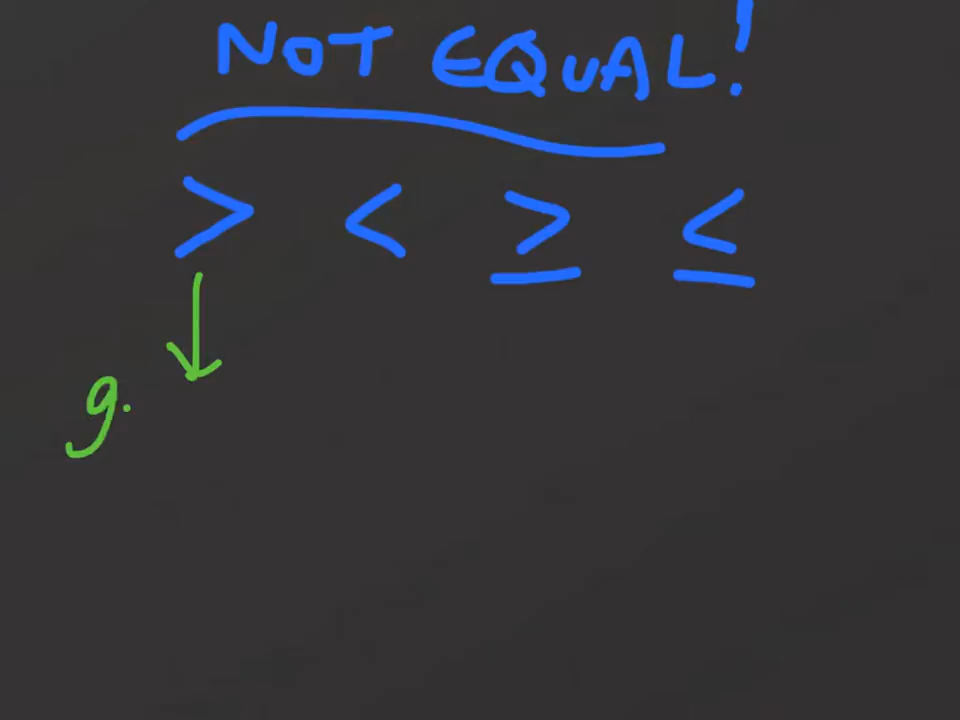 NOT EQUAL!
> < ≥ ≤
g.